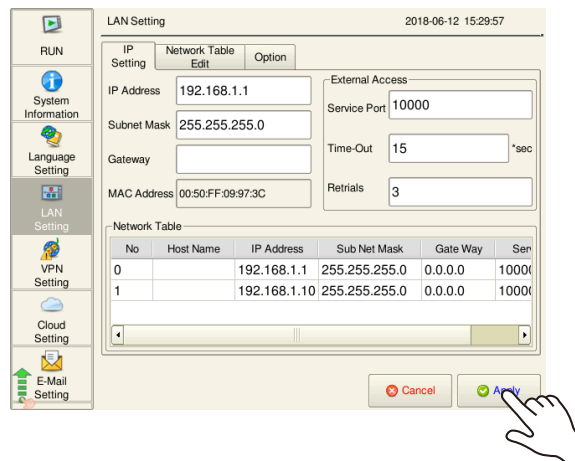 LAN Setting
2018-06-12 15:29:57
RUN
System
Information
Language
Setting
LAN
Setting
VPN
Setting
Cloud
Setting
E-Mail
Setting
IP
Setting
Network Table
Edit
Option
IP Address
192.168.1.1
Subnet Mask
255.255.255.0
Gateway
MAC Address
00:50:FF:09:97:3C
External Access
Service Port
10000
Time-Out
15
*sec
Retrials
3
Network Table
No Host Name IP Address Sub Net Mask Gate Way Ser
0 192.168.1.1 255.255.255.0 0.0.0.0 10000
1 192.168.1.10 255.255.255.0 0.0.0.0 10000
Cancel
Apply